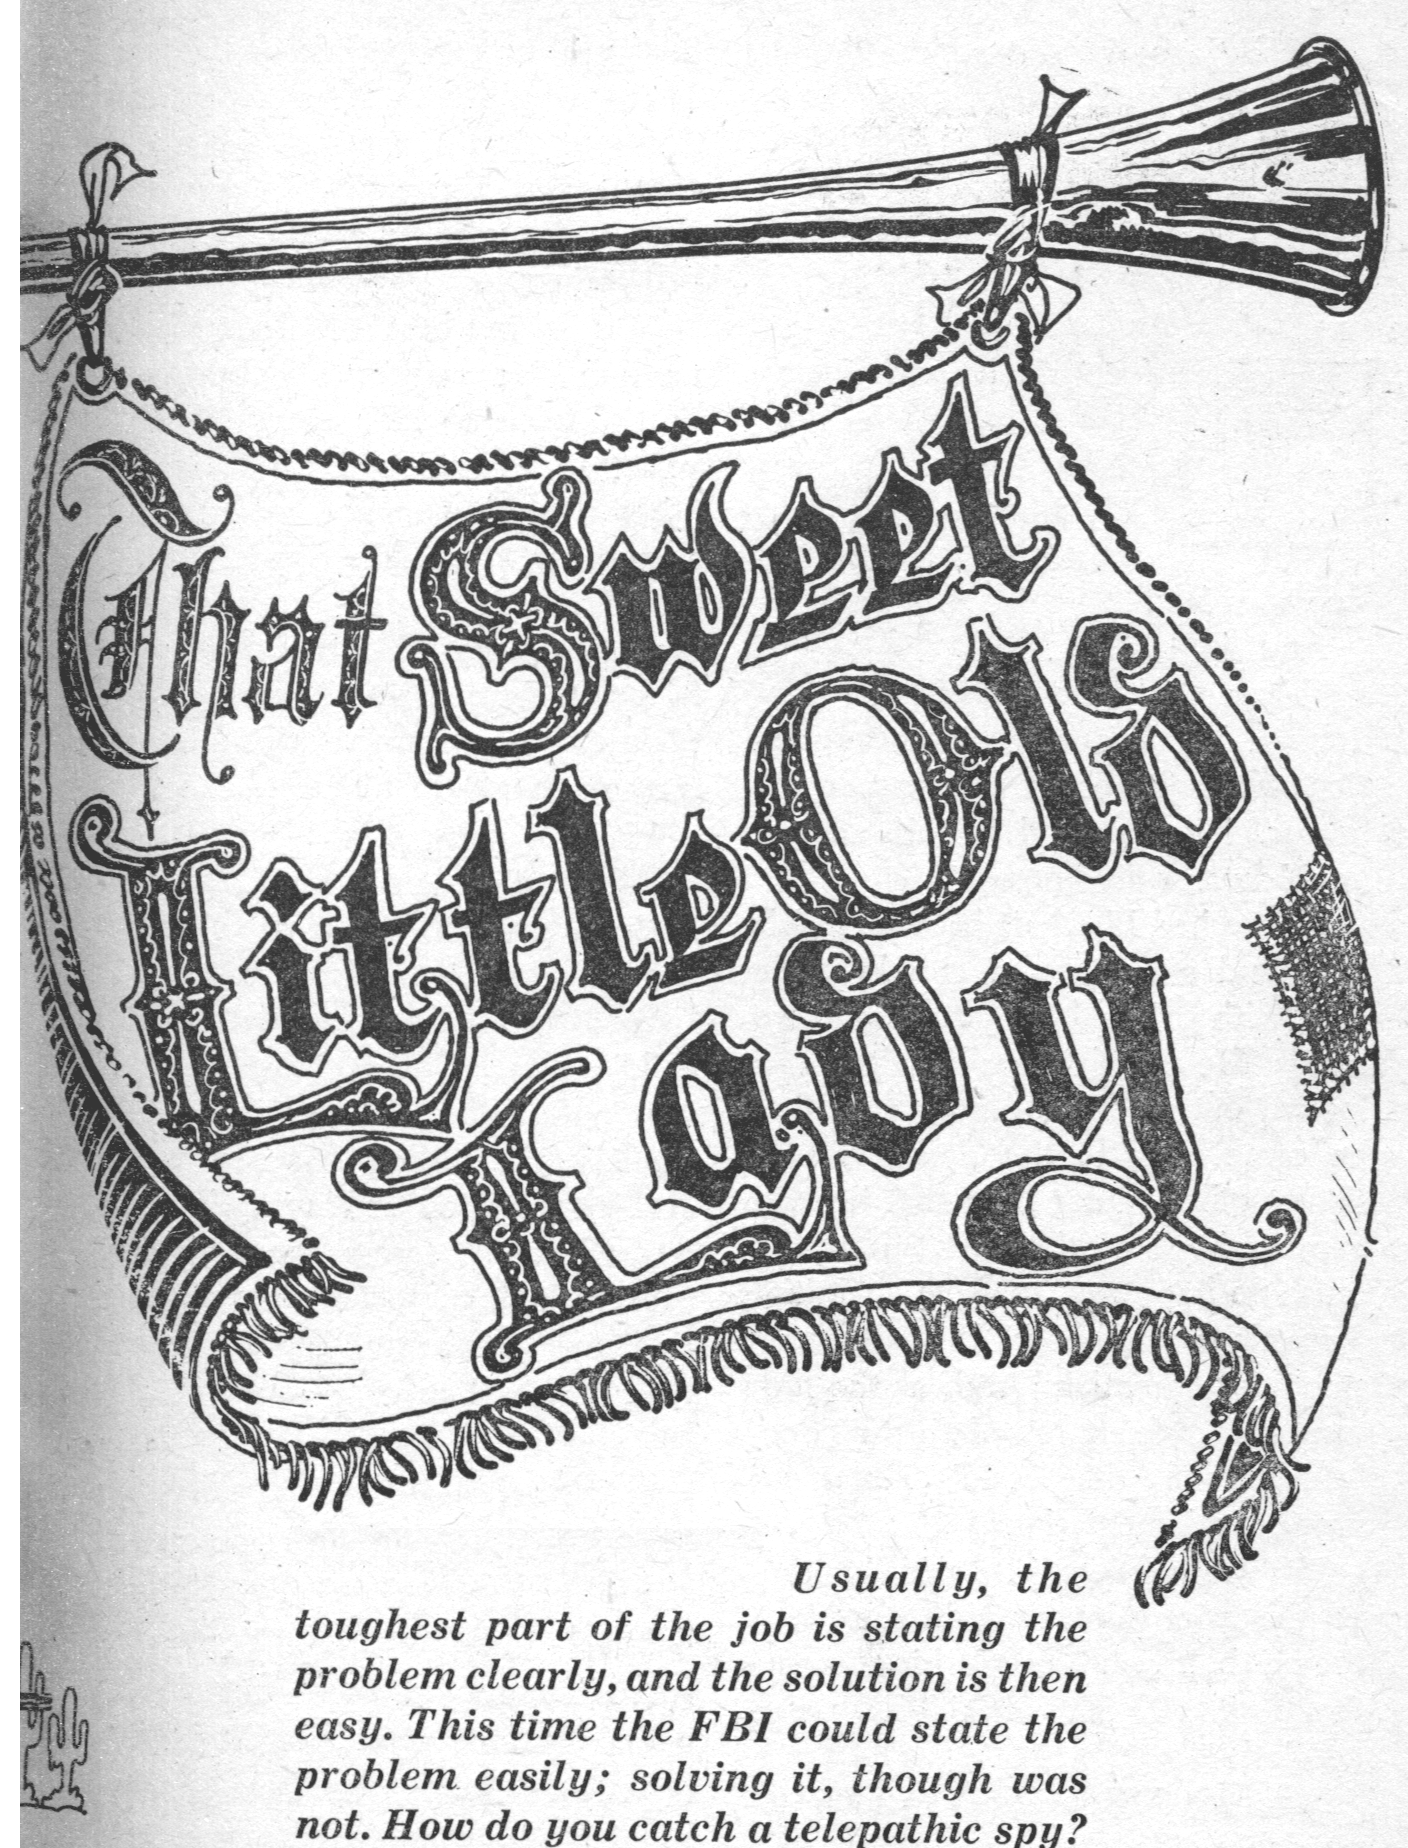 That Sweet
Little Old
Lady
Usually, the
toughest part of the job is stating the
problem clearly, and the solution is then
easy. This time the FBI could state the
problem easily; solving it, though was
not. How do you catch a telepathic spy?